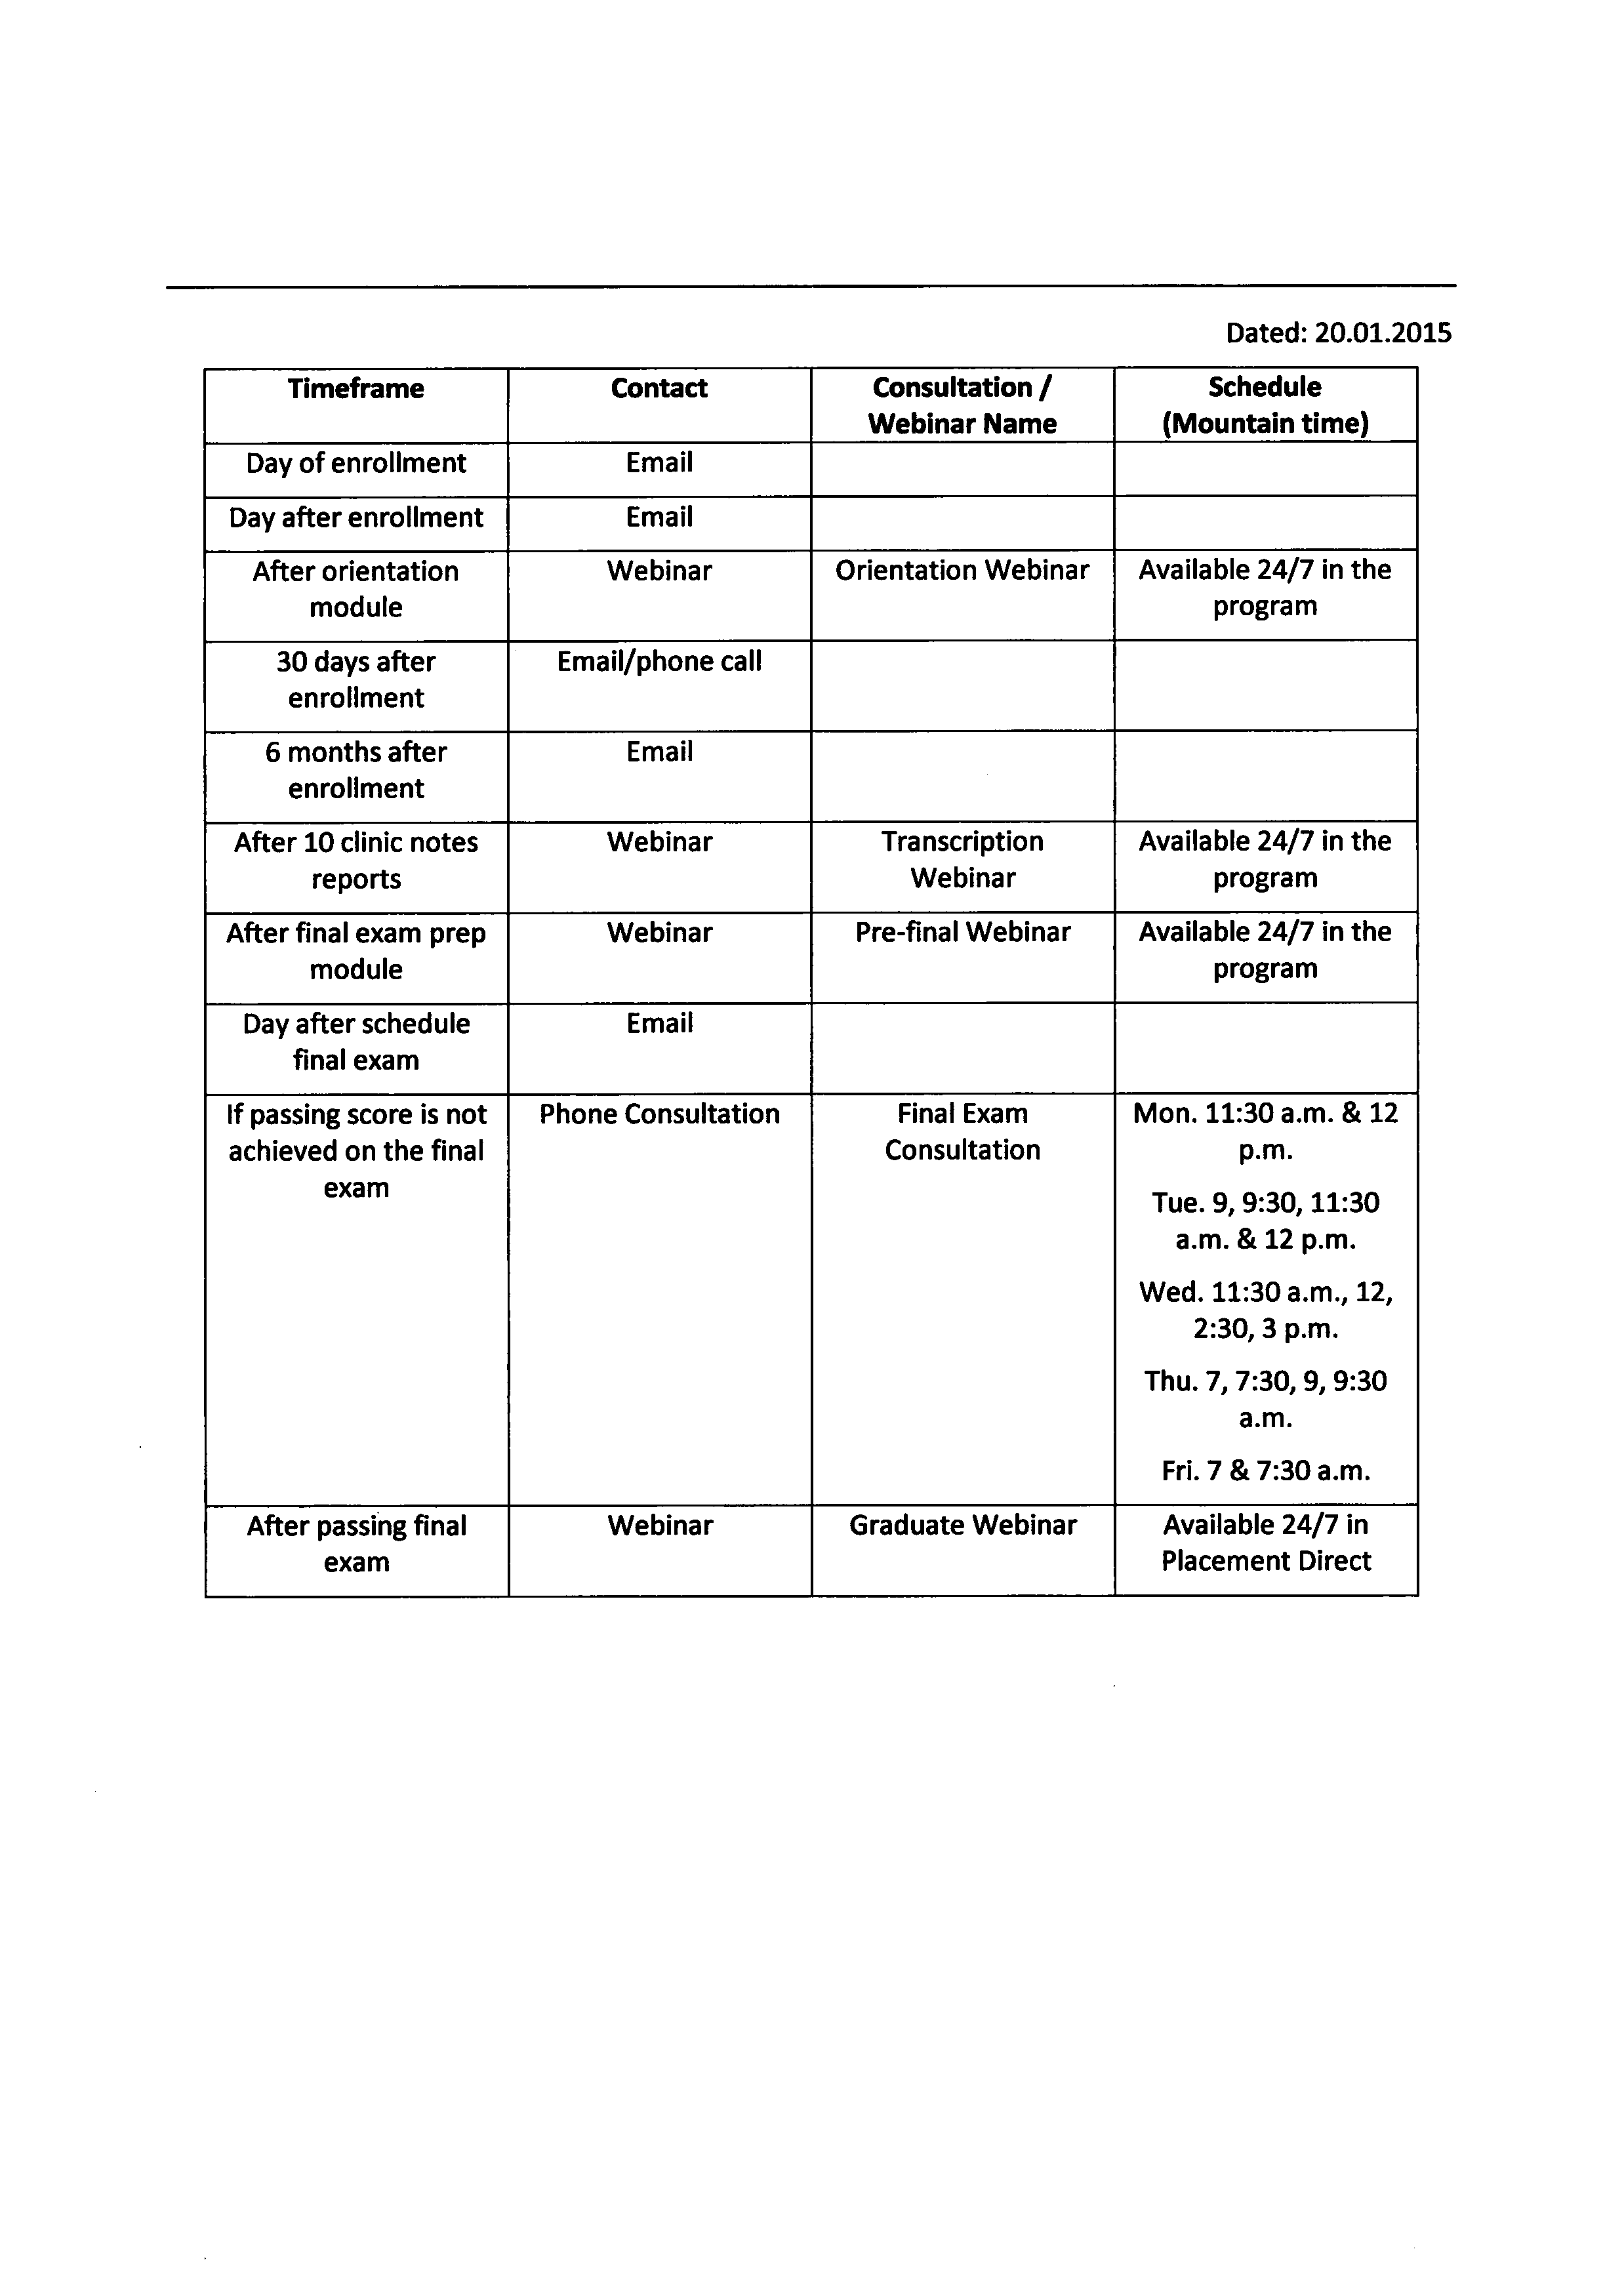 Dated: 20.01.2015
Timeframe
Contact
Consultation /
Webinar Name
Schedule
(Mountain time)
Day of enrollment
Email
Day after enrollment
Email
After orientation
module
Webinar
Orientation Webinar
Available 24/7 in the
program
30 days after
enrollment
Email/phone call
6 months after
enrollment
Email
After 10 clinic notes
reports
Webinar
Transcription
Webinar
Available 24/7 in the
program
After final exam prep
module
Webinar
Pre-final Webinar
Available 24/7 in the
program
Day after schedule
final exam
Email
If passing score is not
achieved on the final
exam
Phone Consultation
Final Exam
Consultation
Mon. 11:30 a.m. & 12
p.m.
Tue. 9, 9:30, 11:30
a.m. & 12 p.m.
Wed. 11:30 a.m., 12,
2:30, 3 p.m.
Thu. 7, 7:30, 9, 9:30
a.m.
Fri. 7 & 7:30 a.m.
After passing final
exam
Webinar
Graduate Webinar
Available 24/7 in
Placement Direct